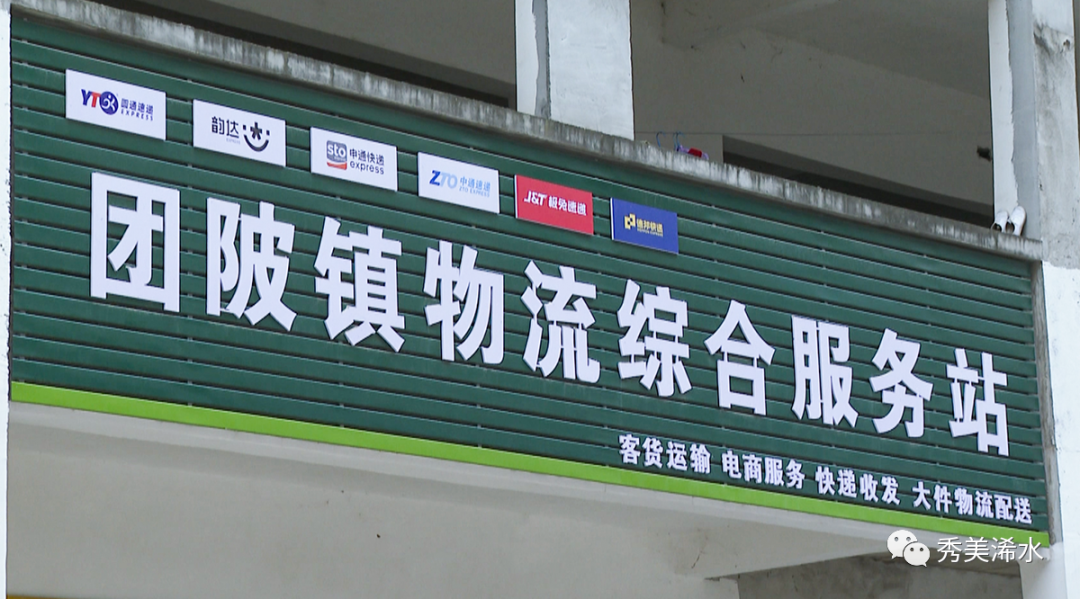 YTO 圆通速递 EXPRESS
韵达
sto 申通快递 express
ZTO 中通速递 ZTO EXPRESS
J&T 极兔速递
德邦快递
团陂镇物流综合服务站
客货运输 电商服务 快递收发 大件物流配送
秀美浠水